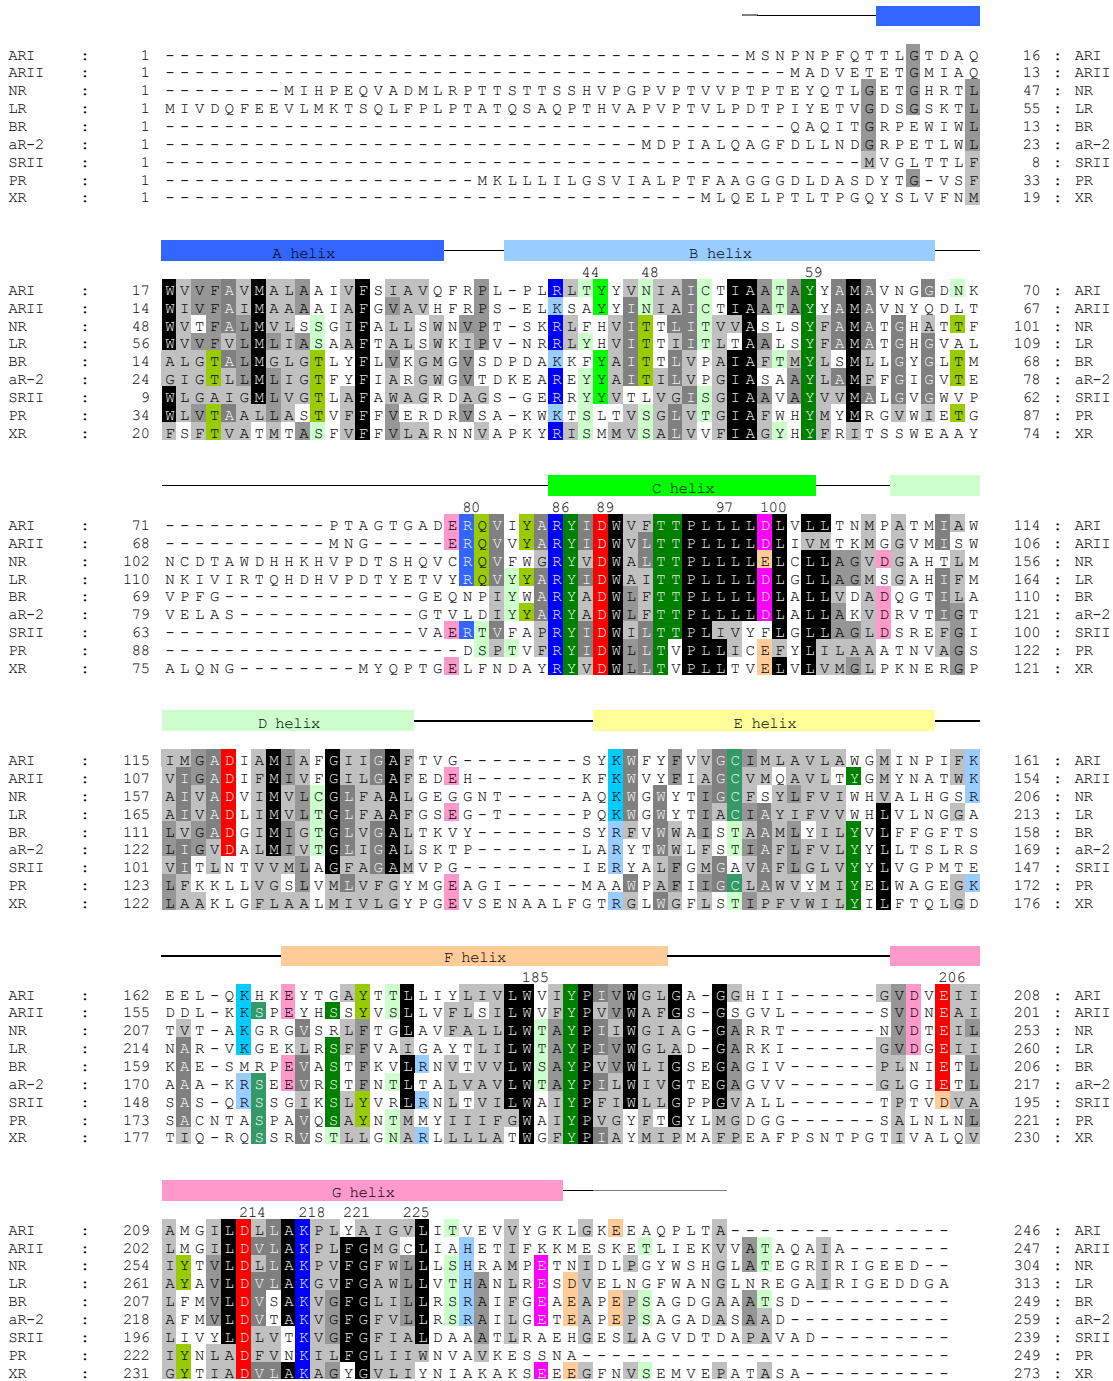 ARI : 1 ---------------------------------------MSNPNPFQTTLGTDAQ 16 : ARI
ARII : 1 ------------------------------------------MADVETETGMIAQ 13 : ARII
NR : 1 --------MIHPEQVADMLRPTTSTTSSHVPGPVPTVVPTPTEYQTLGETGHRTL 47 : NR
LR : 1 MIVDQFEEVLMKTSQLFPLPTATQSAQPTHVAPVPTVLPDTPIYETVGDSGSKTL 55 : LR
BR : 1 ------------------------------------------QAQITGRPEWIWL 13 : BR
aR-2 : 1 --------------------------------MDPIALQAGFDLLNDGRPETLWL 23 : aR-2
SRII : 1 -----------------------------------------------MVGLTTLF 8 : SRII
PR : 1 ---------------------MKLLLILGSVIALPTFAAGGGDLDASDYTG-VSF 33 : PR
XR : 1 ------------------------------------MLQELPTLTPGQYSLVFNM 19 : XR
A helix B helix
44 48 59
ARI : 17 WVVFAVMALAAIVFSIAVQFRPL-PLRLTYYVNIAICTIAATAYYAMAVNGGDNK 70 : ARI
ARII : 14 WIVFAIMAAAAIAFGVAVHFRPS-ELKSAYYINIAICTIAATAYYAMAVNYQDLT 67 : ARII
NR : 48 WVTFALMVLSSGIFALLSWNVPT-SKRLFHVITTLITVVASLSYFAMATGHATTF 101 : NR
LR : 56 WVVFVLMLIASAAFTALSWKIPV-NRRLYHVITTIITLTAALSYFAMATGHGVAL 109 : LR
BR : 14 ALGTALMGLGTLYFLVKGMGVSDPDAKKFYAITTLVPAIAFTMYLSMLLGYGLTM 68 : BR
aR-2 : 24 GIGTLLMLIGTFYFIARGWGVTDKEAREYYAITILVPGIASAAYLAMFFGIGVTE 78 : aR-2
SRII : 9 WLGAIGMLVGTLAFAWAGRDAGS-GERRYYVTLVGISGIAAVAYVVMALGVGWVP 62 : SRII
PR : 34 WLVTAALLASTVFFFVERDRVSA-KWKTSLTVSGLVTGIAFWHYMYMRGVWIETG 87 : PR
XR : 20 FSFTVATMTASFVFFVLARNNVAPKYRISMMVSALVVFIAGYHYFRITSSWEAAY 74 : XR
C helix
80 86 89 97 100
ARI : 71 -----------PTAGTGADERQVIYARYIDWVFTTPLLLLDLVLLTNMPATMIAW 114 : ARI
ARII : 68 -----------MNG-----ERQVVYARYIDWVLTTPLLLLDLIVMTKMGGVMISW 106 : ARII
NR : 102 NCDTAWDHHKHVPDTSHQVCRQVFWGRYVDWALTTPLLLLELCLLAGVDGAHTLM 156 : NR
LR : 110 NKIVIRTQHDHVPDTYETVYRQVYYARYIDWAITTPLLLLDLGLLAGMSGAHIFM 164 : LR
BR : 69 VPFG-------------GEQNPIYWARYADWLFTTPLLLLDLALLVDADQGTILA 110 : BR
aR-2 : 79 VELAS------------GTVLDIYYARYADWLFTTPLLLLDLALLAKVDRVTIGT 121 : aR-2
SRII : 63 -----------------VAERTVFAPRYIDWILTTPLIVYFLGLLAGLDSREFGI 100 : SRII
PR : 88 --------------------DSPTVFRYIDWLLTVPLLICEFYLILAAATNVAGS 122 : PR
XR : 75 ALQNG--------MYQPTGELFNDAYRYVDWLLTVPLLTVELVLVMGLPKNERGP 121 : XR
D helix E helix
ARI : 115 IMGADIAMIAFGIIGAFTVG--------SYKWFYFVVGCIMLAVLAWGMINPIFK 161 : ARI
ARII : 107 VIGADIFMIVFGILGAFEDEH-------KFKWVYFIAGCVMQAVLTYGMYNATWK 154 : ARII
NR : 157 AIVADVIMVLCGLFAALGEGGNT-----AQKWGWYTIGCFSYLFVIWHVALHGSR 206 : NR
LR : 165 AIVADLIMVLTGLFAAFGSEG-T-----PQKWGWYTIACIAYIFVVWHLVLNGGA 213 : LR
BR : 111 LVGADGIMIGTGLVGALTKVY-------SYRFVWWAISTAAMLYILYVLFFGFTS 158 : BR
aR-2 : 122 LIGVDALMIVTGLIGALSKTP-------LARYTWWLFSTIAFLFVLYYLLTSLRS 169 : aR-2
SRII : 101 VITLNTVVMLAGFAGAMVPG--------IERYALFGMGAVAFLGLVYYLVGPMTE 147 : SRII
PR : 123 LFKKLLVGSLVMLVFGYMGEAGI-----MAAWPAFIIGCLAWVYMIYELWAGEGK 172 : PR
XR : 122 LAAKLGFLAALMIVLGYPGEVSENAALFGTRGLWGFLSTIPFVWILYILFTQLGD 176 : XR
F helix
185 206
ARI : 162 EEL-QKHKEYTGAYTTLLIYLIVLWVIYPIVWGLGA-GGHII-----GVDVEII 208 : ARI
ARII : 155 DDL-KKSPEYHSSYVSLLVFLSILWVFYPVVWAFGS-GSGVL-----SVDNEAI 201 : ARII
NR : 207 TVT-AKGRGVSRLFTGLAVFALLLWTAYPIIWGIAG-GARRT-----NVDTEIL 253 : NR
LR : 214 NAR-VKGEKLRSFFVAIGAYTLILWTAYPIVWGLAD-GARKI-----GVDGEII 260 : LR
BR : 159 KAE-SMRPEVASTFKVLRNVTVVLWSAYPVVWLIGSEGAGIV-----PLNIETL 206 : BR
aR-2 : 170 AAA-KRSEEVRSTFNTLTALVAVLWTAYPILWIVGTEGAGVV-----GLGIETL 217 : aR-2
SRII : 148 SAS-QRSSGIKSLYVRLRNLTVILWAIYPFIWLLGPPGVALL-----TPTVDVA 195 : SRII
PR : 173 SACNTASPAVQSAYNTMMYIIIFGWAIYPVGYFTGYLMGDGG-----SALNLNL 221 : PR
XR : 177 TIQ-RQSSRVSTLLGNARLLLLATWGFYPIAYMIPMAFPEAFPSNTPGTIVALQV 230 : XR
G helix
214 218 221 225
ARI : 209 AMGILDLLAKPLYAIGVLITVEVVYGKLGKEEAQPLTA--------------- 246 : ARI
ARII : 202 LMGILDVLAKPLFGMGCLIAHETIFKKMESKETLIEKVVATAQAIA------- 247 : ARII
NR : 254 IYTVLDLLAKPNIDFGWLLLSHRAMPETNIDLPGYWSHGLATEGRIRIGEED-- 304 : NR
LR : 261 AYAVLDVLAKGVFGAWLLVTHANLRESDVELNGFWANGLNREGAIRIGEDDGA 313 : LR
BR : 207 LFMVLDVSAKVGFGLILLRSRAIFGEAEAPEPSAGDGAAATSD---------- 249 : BR
aR-2 : 218 AFMVLDVTAKVGFGFVLLRSRAILGETEAPEPSAGADASAAD----------- 259 : aR-2
SRII : 196 LIVYLDLVTKVGFGFIALDAAATLRAEHGESLAGVDTDAPAVAD--------- 239 : SRII
PR : 222 IYNLADFVNKILFGLIIWNVAVKESSNA------------------------- 249 : PR
XR : 231 GYTIADVLAKAGYGVLIYNIAKAKSEEEGFNVSEMVEPATASA---------- 273 : XR